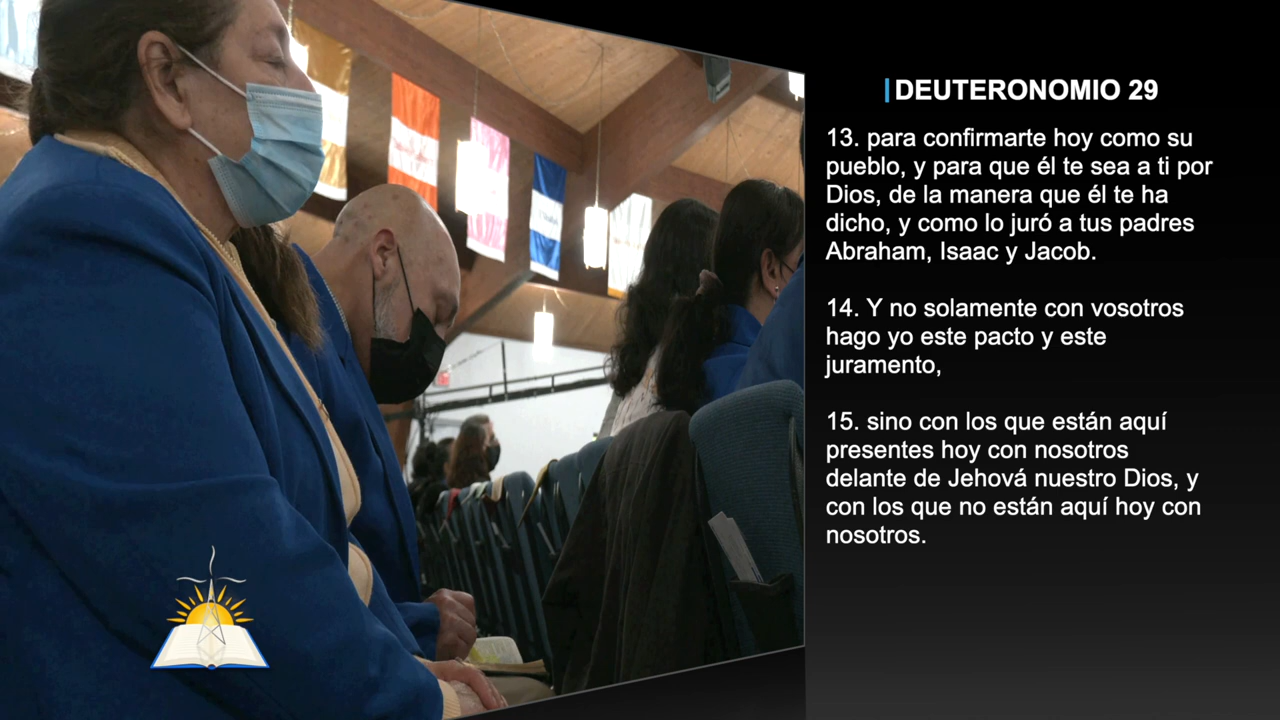 DEUTERONOMIO 29
13. para confirmarte hoy como su
pueblo, y para que él te sea a ti por
Dios, de la manera que él te ha
dicho, y como lo juró a tus padres
Abraham, Isaac y Jacob.
14. Y no solamente con vosotros
hago yo este pacto y este
juramento,
15. sino con los que están aquí
presentes hoy con nosotros
delante de Jehová nuestro Dios, y
con los que no están aquí hoy con
nosotros.